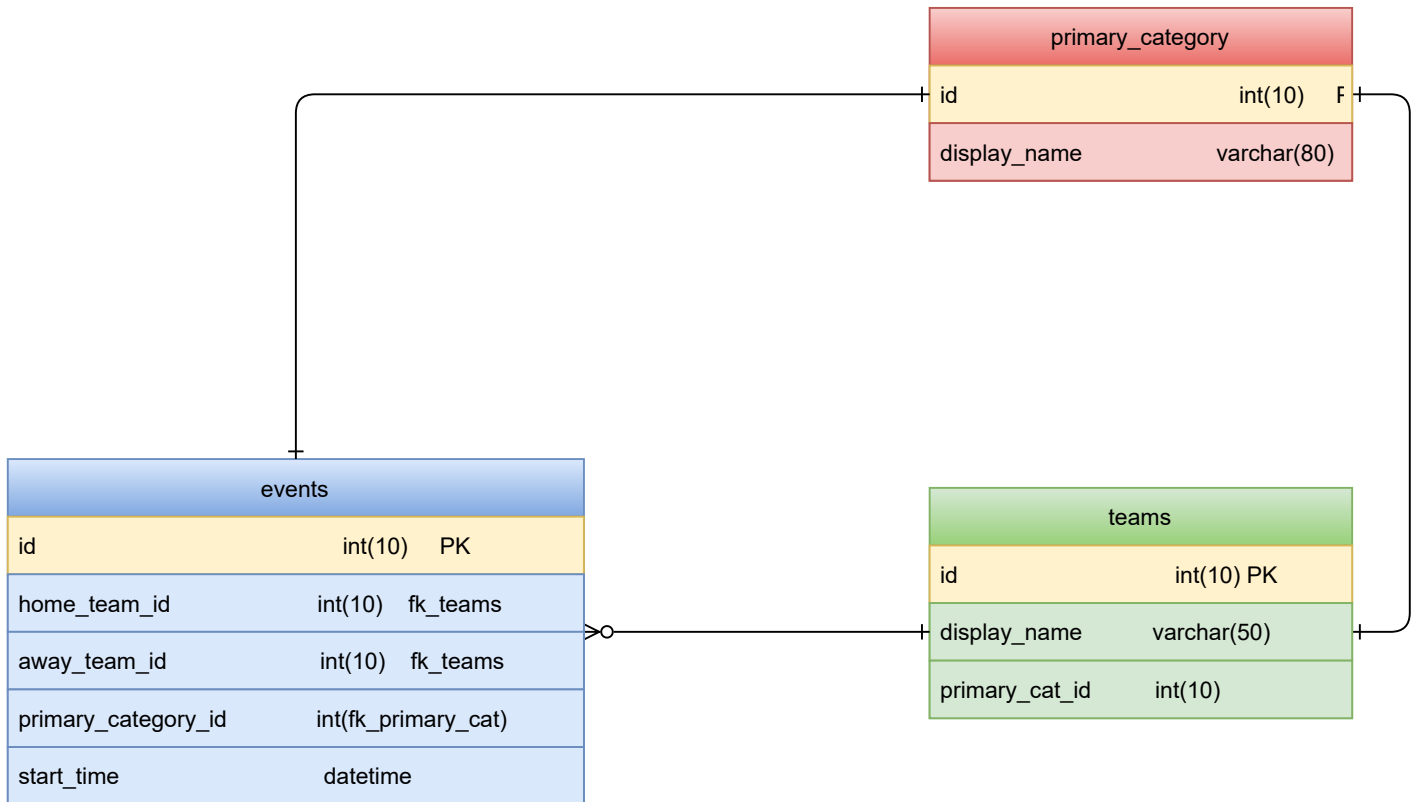 primary_category
id int(10)
display_name varchar(80)
events
id int(10) PK
home_team_id int(10) fk_teams
away_team_id int(10) fk_teams
primary_category_id int(fk_primary_cat)
start_time datetime
teams
id int(10) PK
display_name varchar(50)
primary_cat_id int(10)